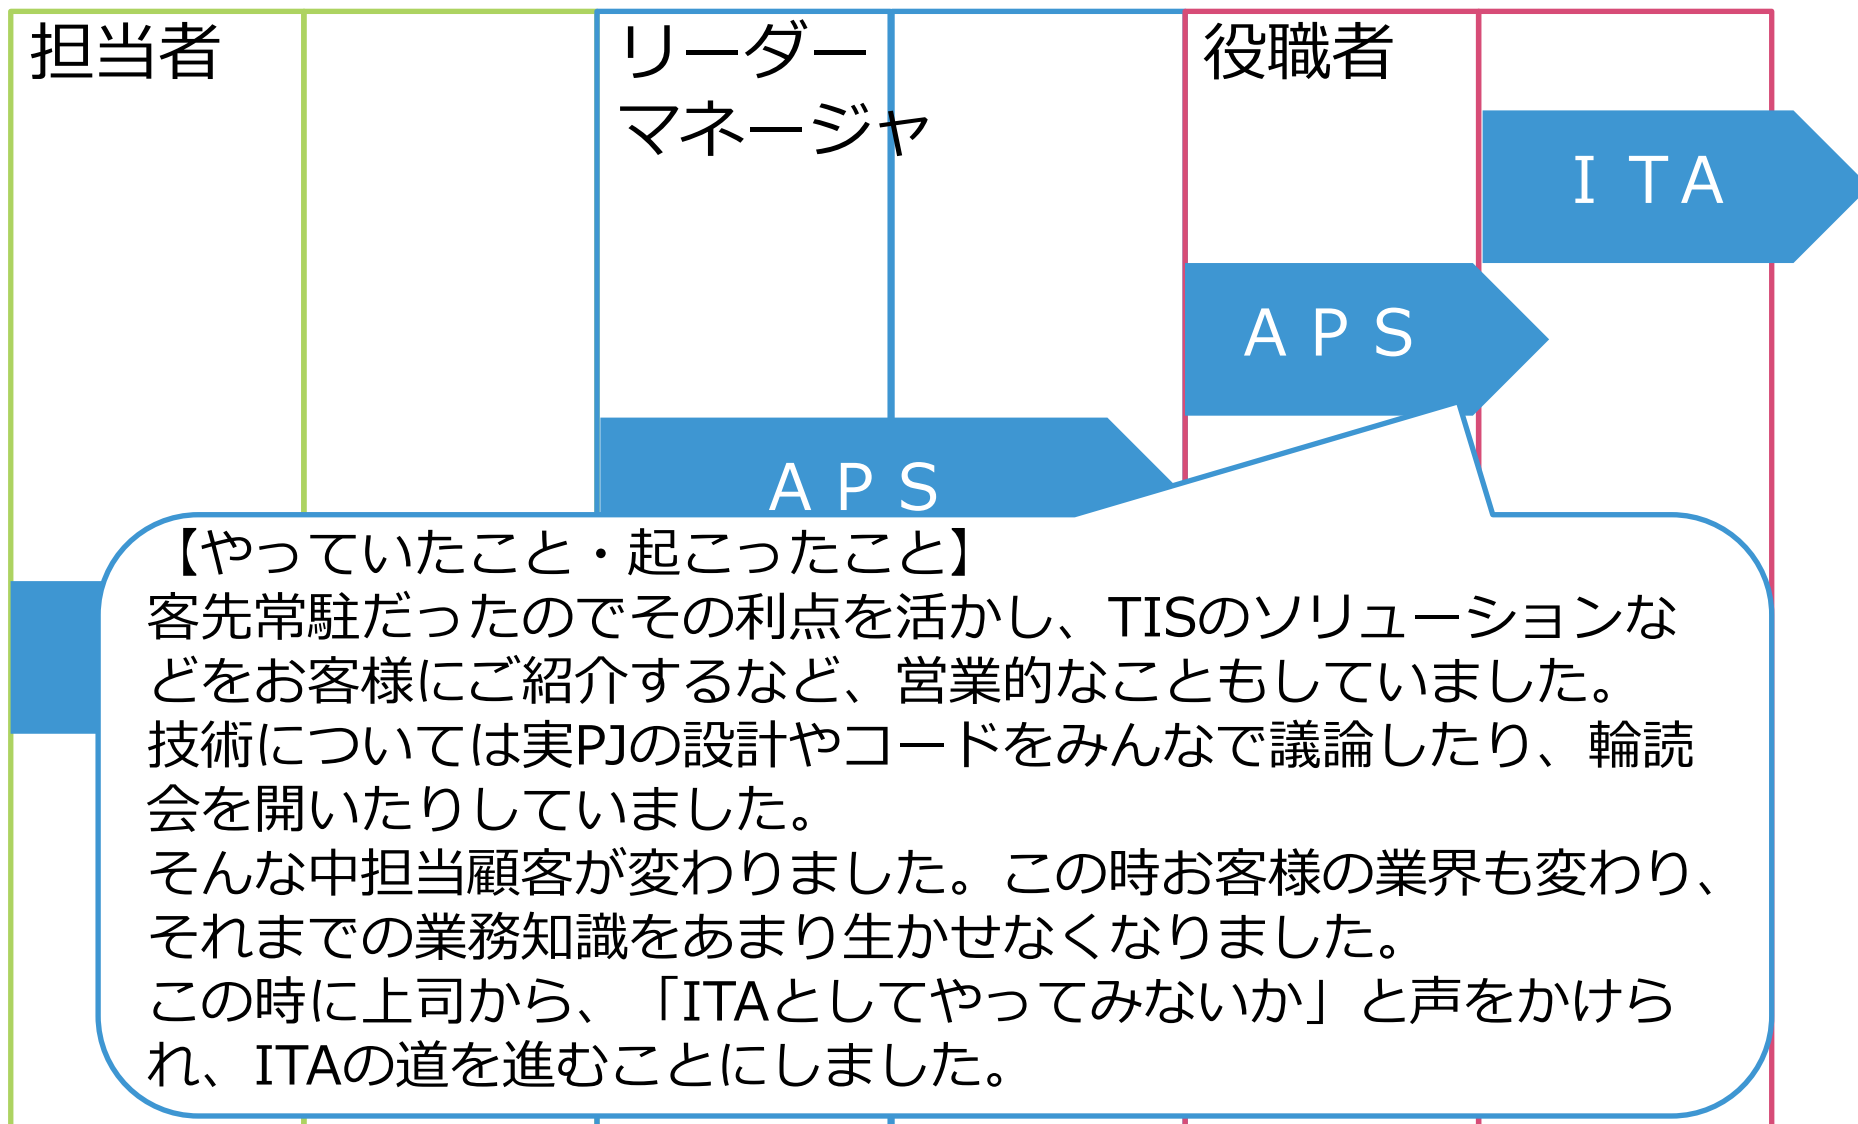 担当者
リーダー
マネージャ
役職者
ＩＴＡ
ＡＰＳ
ＡＰＳ
【やっていたこと・起こったこと】
客先常駐だったのでその利点を活かし、TISのソリューションな
どをお客様にご紹介するなど、営業的なこともしていました。
技術については実PJの設計やコードをみんなで議論したり、輪読
会を開いたりしていました。
そんな中担当顧客が変わりました。この時お客様の業界も変わり、
それまでの業務知識をあまり生かせなくなりました。
この時に上司から、「ITAとしてやってみないか」と声をかけら
れ、ITAの道を進むことにしました。